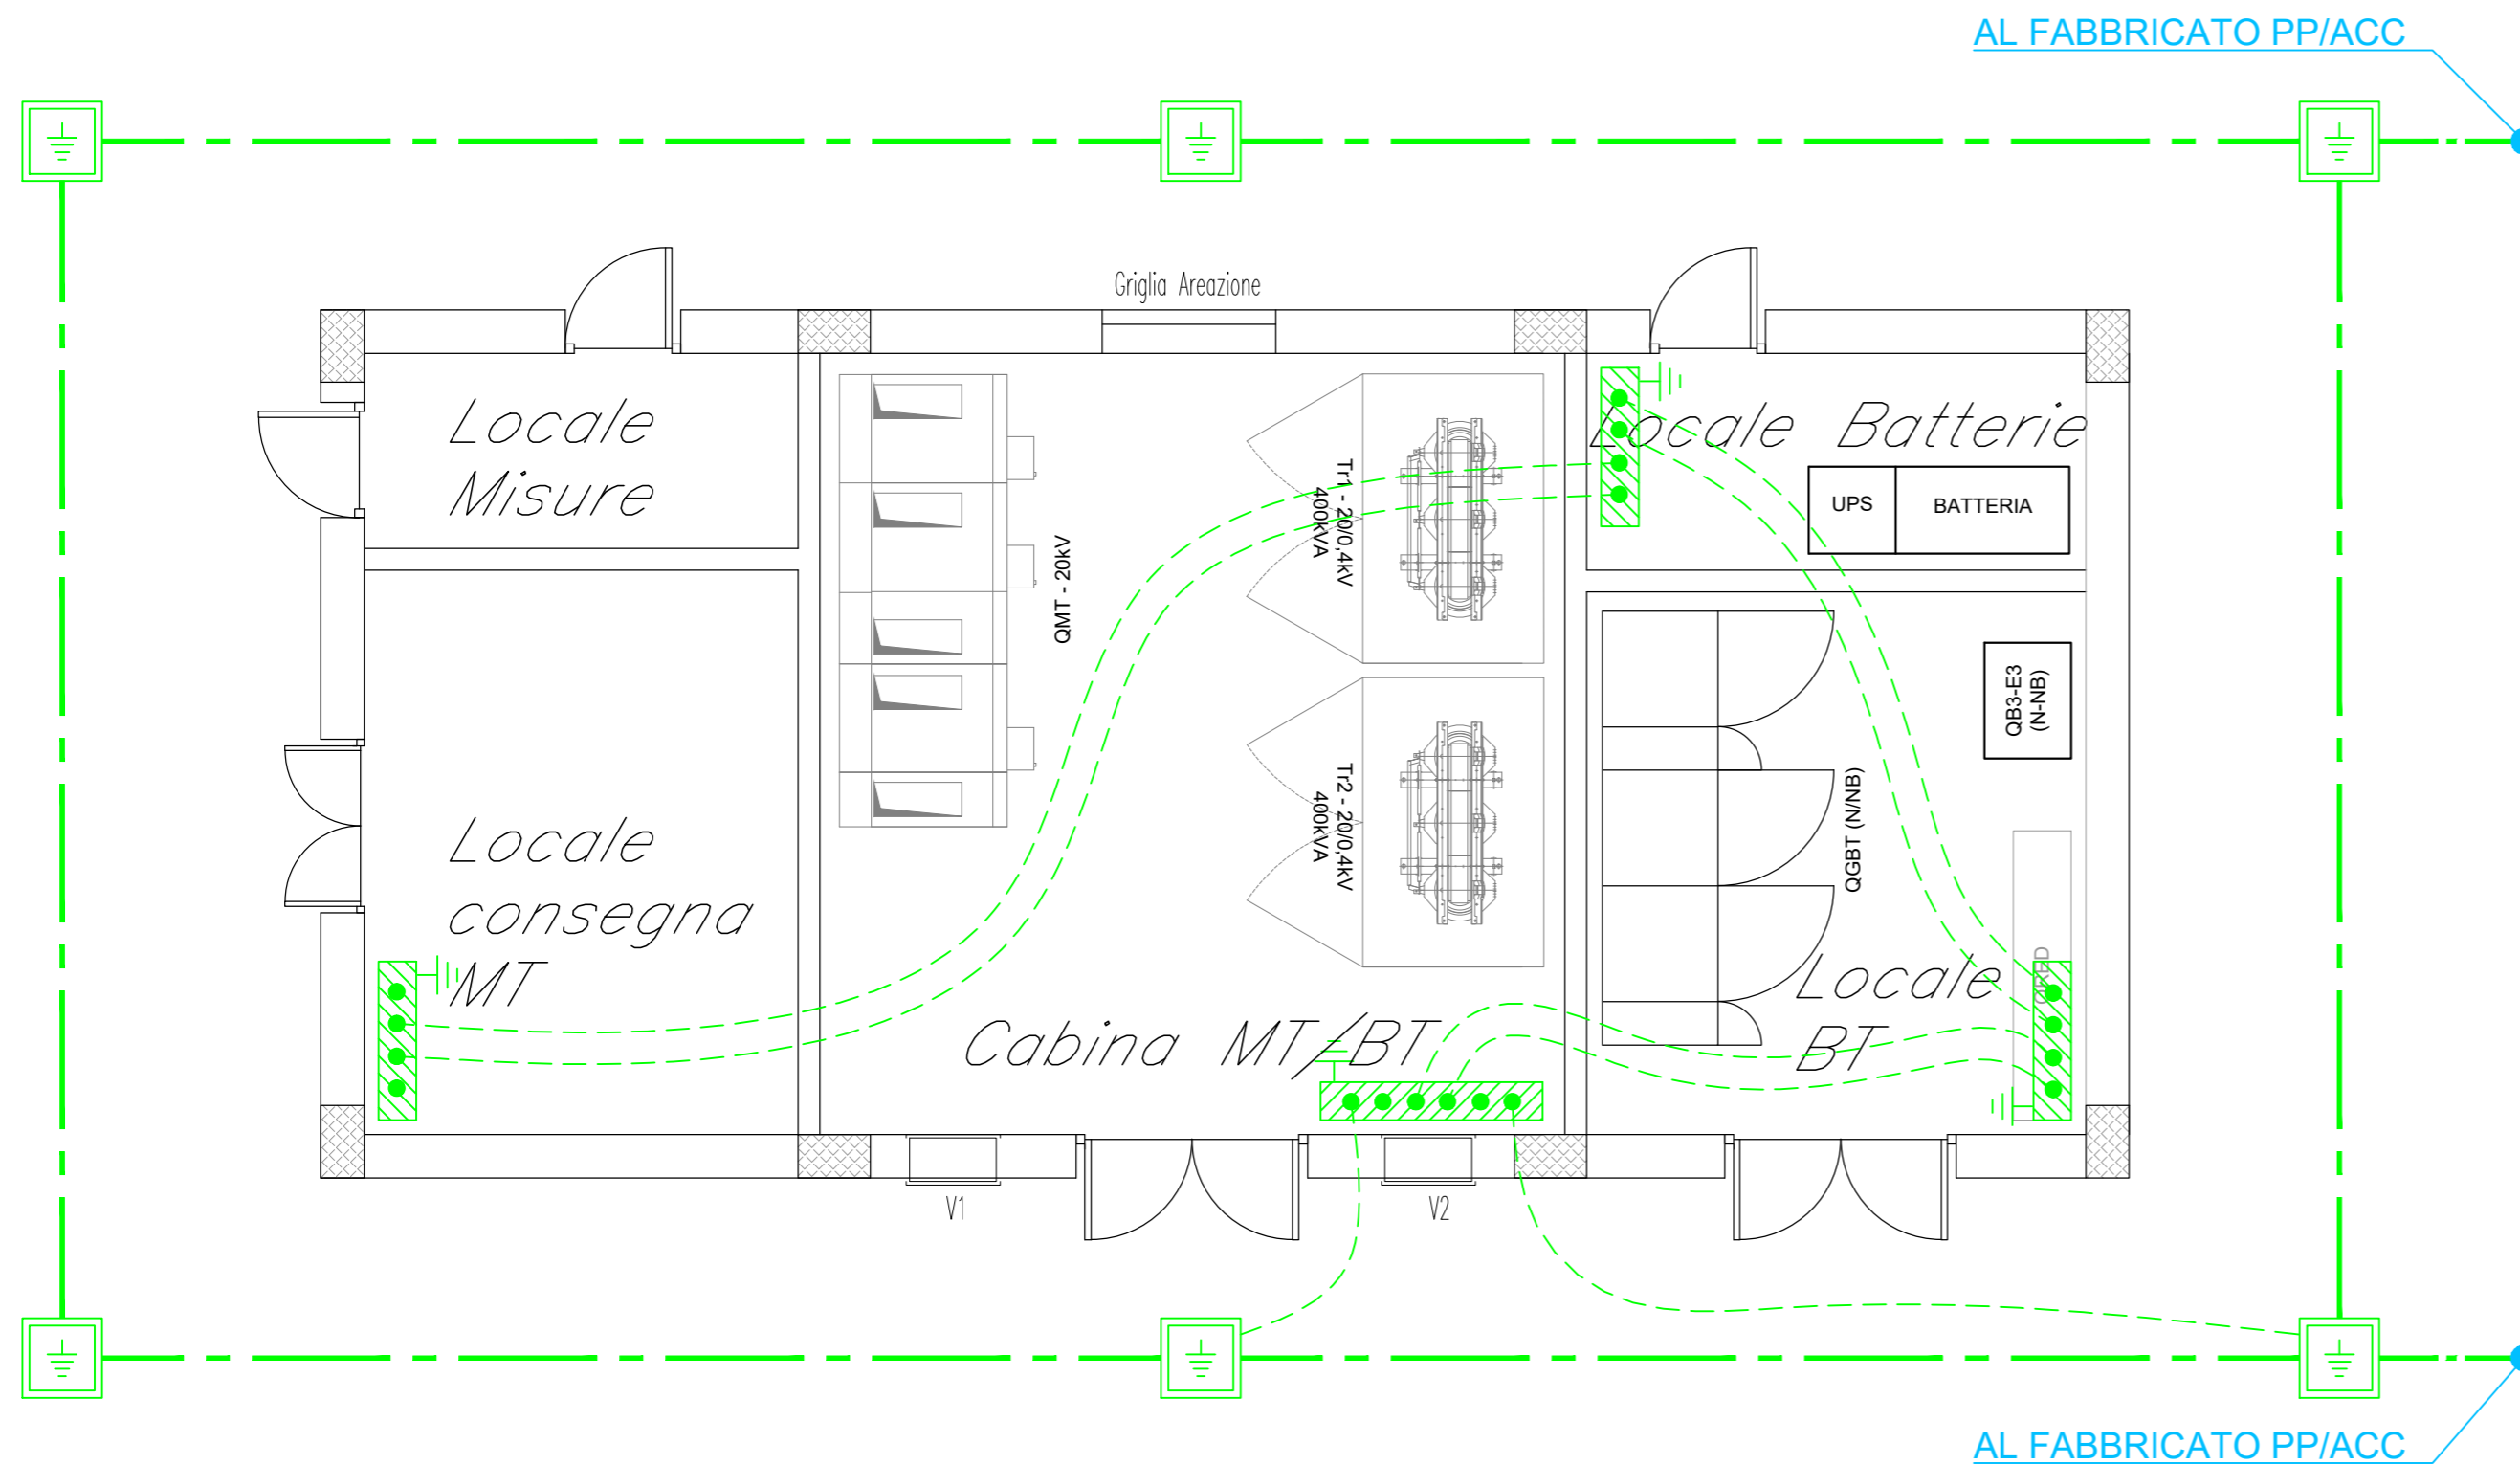 AL FABBRICATO PP/ACC
Griglia Areazione
Locale
Misure
Locale Batterie
UPS
BATTERIA
QMT - 20kV
Tr1 - 20/0,4kV
400kVA
QB3-E3
(N-NB)
Tr2 - 20/0,4kV
400kVA
QGBT (N/NB)
Locale
consegna
MT
Locale
BT
Cabina MT/BT
V1
V2
AL FABBRICATO PP/ACC